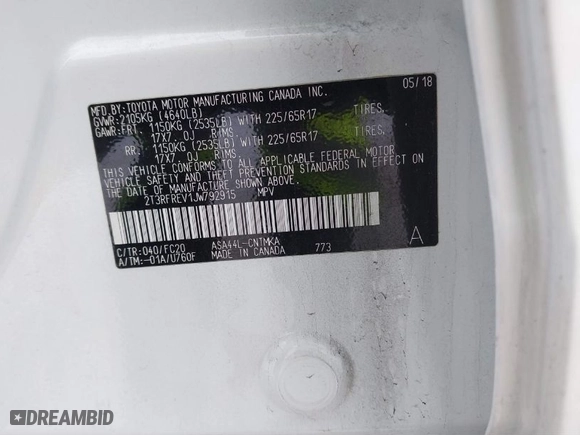 MFD.BY:TOYOTA MOTOR MANUFACTURING CANADA INC. 05/18
GVWR:2105KG (4640LB)
GAWR:FRT. 1150KG (2535LB) WITH 225/65R17 TIRES.
17X7 0J RIMS.
RR. 1150KG (2535LB) WITH 225/65R17 TIRES.
17X7 0J RIMS.
THIS VEHICLE CONFORMS TO ALL APPLICABLE FEDERAL MOTOR
VEHICLE SAFETY AND THEFT PREVENTION STANDARDS IN EFFECT
ON THE DATE OF MANUFACTURE SHOWN ABOVE.
2T3RFREV1JW792915 MPV
C/TR:040/FC20 ASA44L-CNTMKA A
A/TM:-01A/U760F MADE IN CANADA 773
DREAMBID